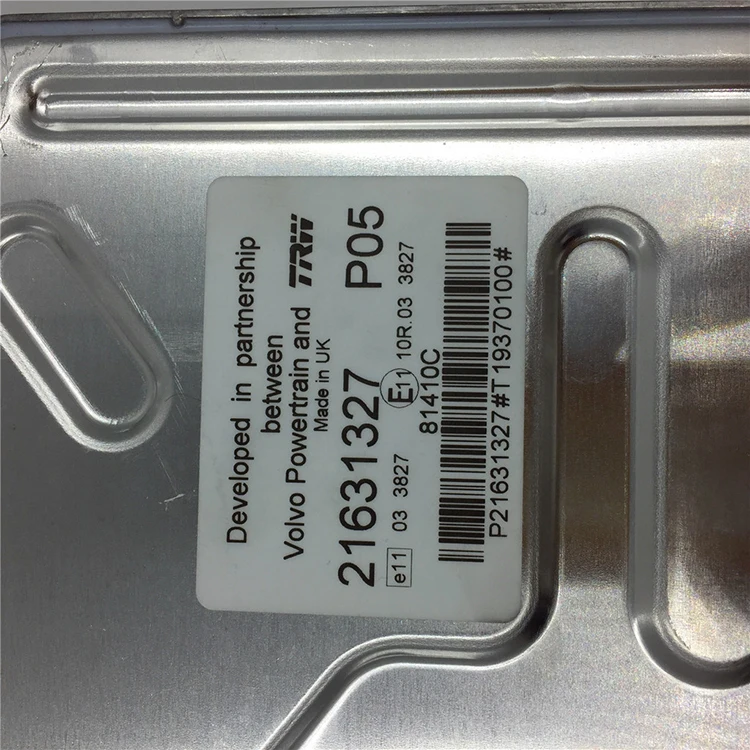 Developed in partnership
between
Volvo Powertrain and TRW
Made in UK
21631327 P05
e11 03 3827 E11 10R.03 3827
81410C
P21631327#T19370100#